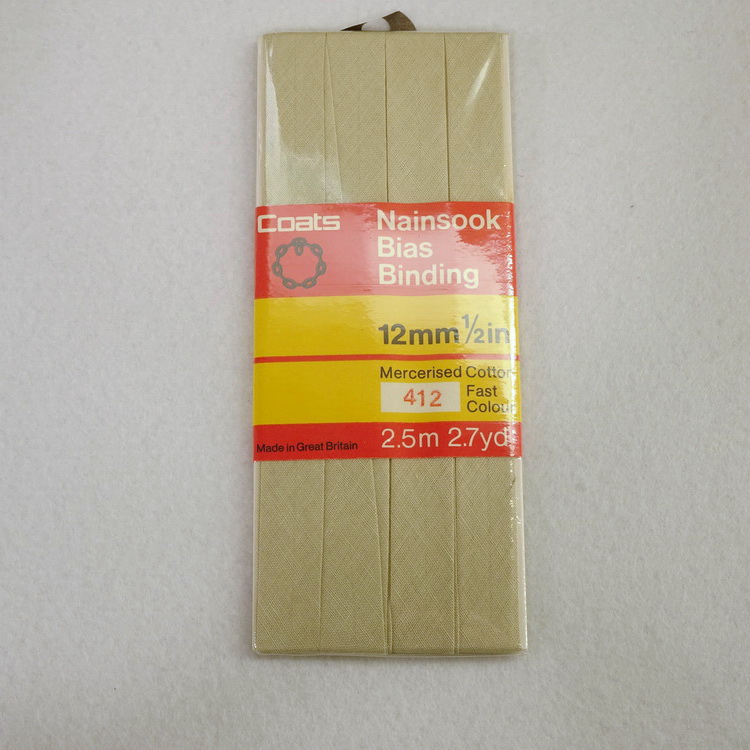 Coats
Nainsook
Bias
Binding
12mm ½in
Mercerised Cotton
412
Fast
Colour
Made in Great Britain
2.5m 2.7yd